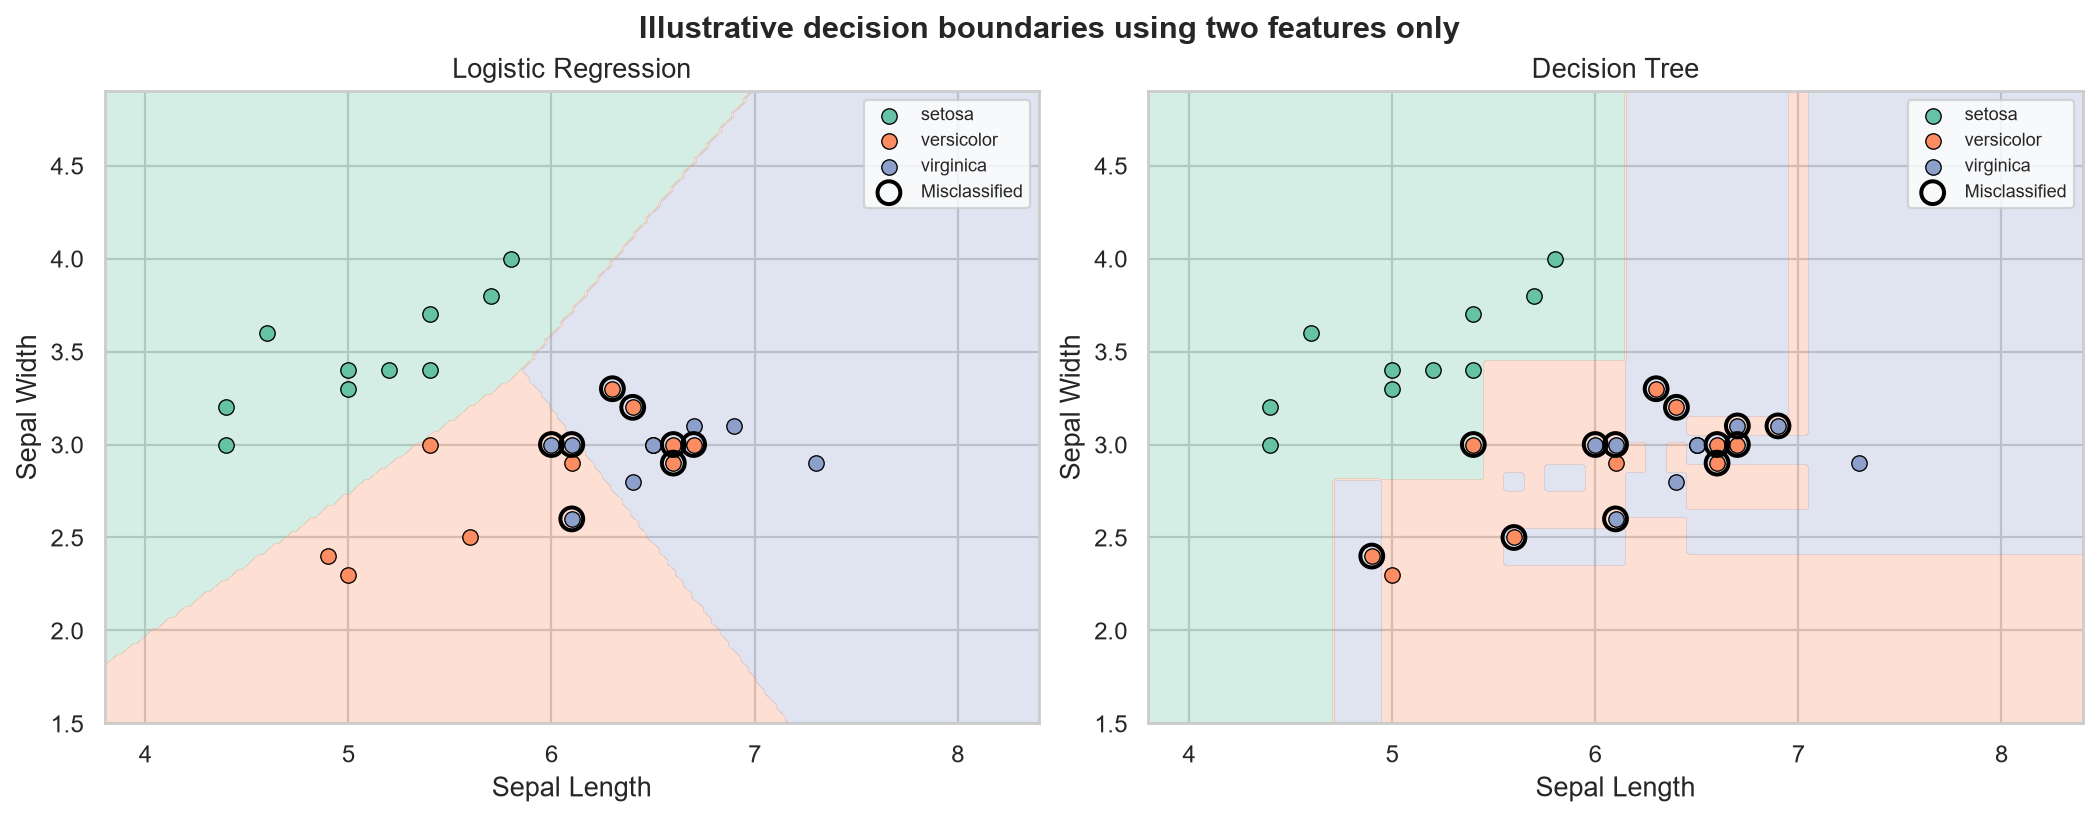 Illustrative decision boundaries using two features only
Logistic Regression
setosa
versicolor
virginica
Misclassified
4.5
4.0
3.5
3.0
2.5
2.0
1.5
Sepal Width
4
5
6
7
8
Sepal Length
Decision Tree
setosa
versicolor
virginica
Misclassified
4.5
4.0
3.5
3.0
2.5
2.0
1.5
Sepal Width
4
5
6
7
8
Sepal Length